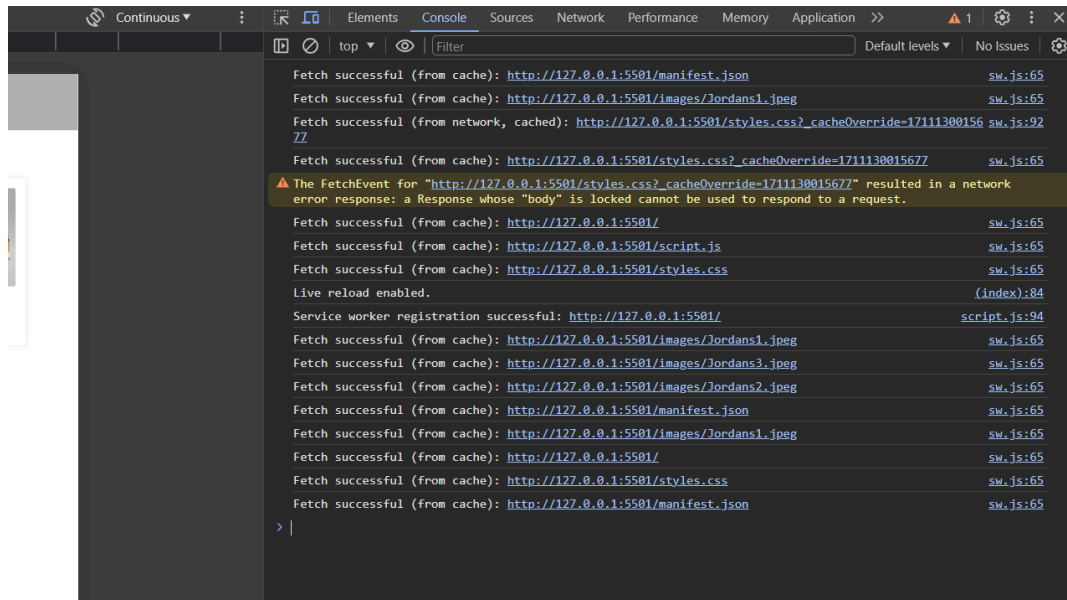 Continuous
Elements Console Sources Network Performance Memory Application 1
top Filter Default levels No Issues
Fetch successful (from cache): http://127.0.0.1:5501/manifest.json sw.js:65
Fetch successful (from cache): http://127.0.0.1:5501/images/Jordans1.jpeg sw.js:65
Fetch successful (from network, cached): http://127.0.0.1:5501/styles.css?_cacheOverride=17111300156 sw.js:92
77
Fetch successful (from cache): http://127.0.0.1:5501/styles.css?_cacheOverride=1711130015677 sw.js:65
The FetchEvent for "http://127.0.0.1:5501/styles.css?_cacheOverride=1711130015677" resulted in a network
error response: a Response whose "body" is locked cannot be used to respond to a request.
Fetch successful (from cache): http://127.0.0.1:5501/ sw.js:65
Fetch successful (from cache): http://127.0.0.1:5501/script.js sw.js:65
Fetch successful (from cache): http://127.0.0.1:5501/styles.css sw.js:65
Live reload enabled. (index):84
Service worker registration successful: http://127.0.0.1:5501/ script.js:94
Fetch successful (from cache): http://127.0.0.1:5501/images/Jordans1.jpeg sw.js:65
Fetch successful (from cache): http://127.0.0.1:5501/images/Jordans3.jpeg sw.js:65
Fetch successful (from cache): http://127.0.0.1:5501/images/Jordans2.jpeg sw.js:65
Fetch successful (from cache): http://127.0.0.1:5501/manifest.json sw.js:65
Fetch successful (from cache): http://127.0.0.1:5501/images/Jordans1.jpeg sw.js:65
Fetch successful (from cache): http://127.0.0.1:5501/ sw.js:65
Fetch successful (from cache): http://127.0.0.1:5501/styles.css sw.js:65
Fetch successful (from cache): http://127.0.0.1:5501/manifest.json sw.js:65